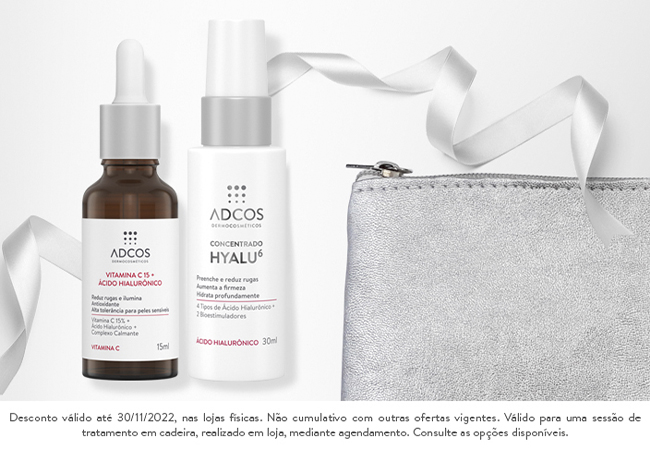 ADCOS
DERMOCOSMÉTICOS
VITAMINA C 15 +
ÁCIDO HIALURÔNICO
Reduz rugas e ilumina
Antioxidante
Alta tolerância para peles sensíveis
Vitamina C 15% +
Ácido Hialurônico +
Complexo Calmante
VITAMINA C 15ml
ADCOS
DERMOCOSMÉTICOS
CONCENTRADO
HYALU⁶
Preenche e reduz rugas
Aumenta a firmeza
Hidrata profundamente
4 Tipos de Ácido Hialurônico +
2 Bioestimuladores
ÁCIDO HIALURÔNICO 30ml
Desconto válido até 30/11/2022, nas lojas físicas. Não cumulativo com outras ofertas vigentes. Válido para uma sessão de
tratamento em cadeira, realizado em loja, mediante agendamento. Consulte as opções disponíveis.